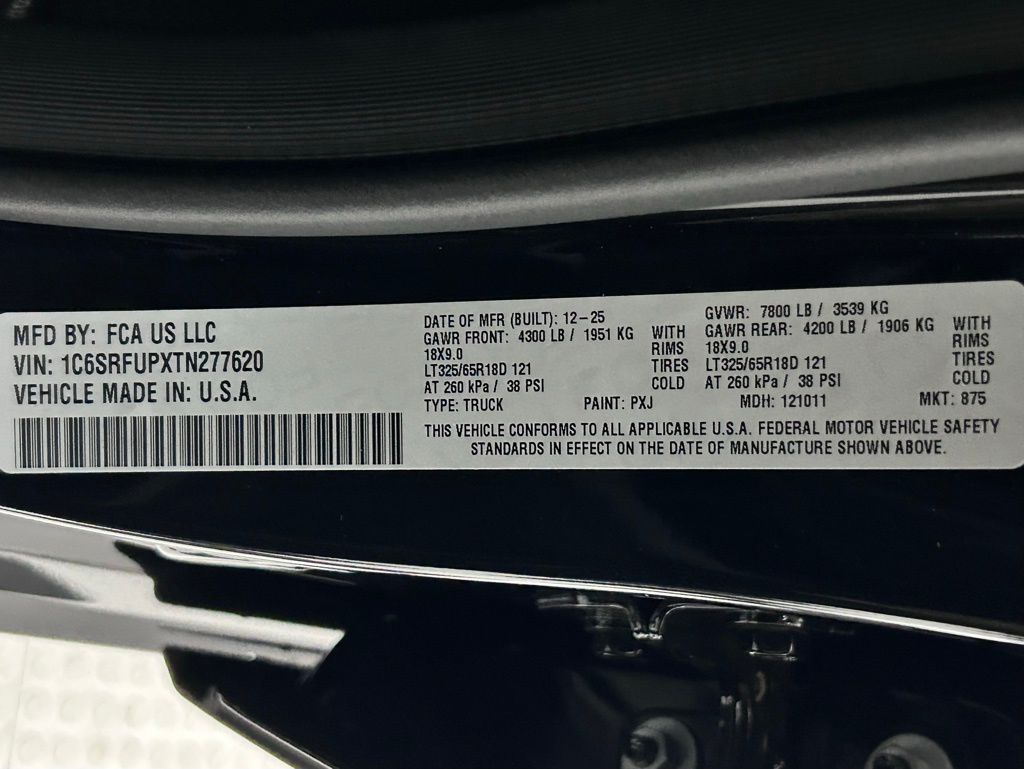 MFD BY: FCA US LLC
VIN: 1C6SRFUPXTN277620
VEHICLE MADE IN: U.S.A.
DATE OF MFR (BUILT): 12-25
GAWR FRONT: 4300 LB / 1951 KG WITH
18X9.0 RIMS
LT325/65R18D 121 TIRES
AT 260 kPa / 38 PSI COLD
GVWR: 7800 LB / 3539 KG
GAWR REAR: 4200 LB / 1906 KG WITH
18X9.0 RIMS
LT325/65R18D 121 TIRES
AT 260 kPa / 38 PSI COLD
TYPE: TRUCK PAINT: PXJ MDH: 121011 MKT: 875
THIS VEHICLE CONFORMS TO ALL APPLICABLE U.S.A. FEDERAL MOTOR VEHICLE SAFETY
STANDARDS IN EFFECT ON THE DATE OF MANUFACTURE SHOWN ABOVE.